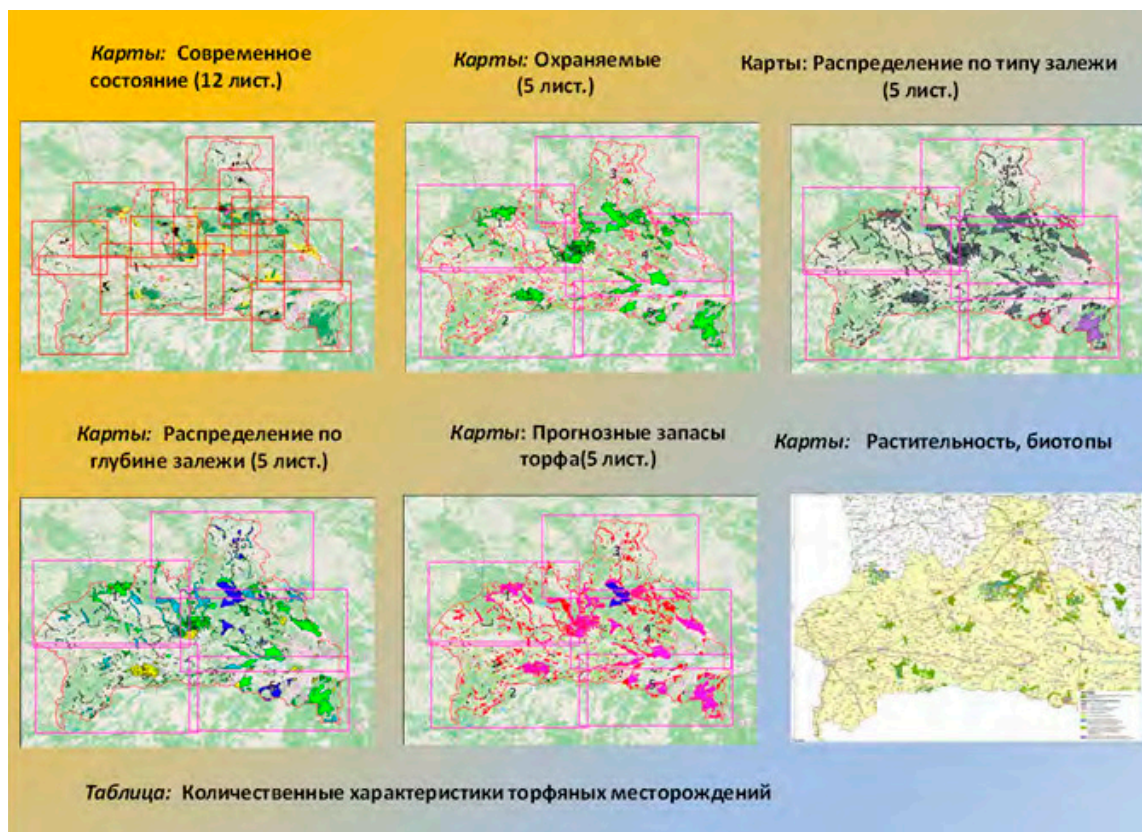 Карты: Современное
состояние (12 лист.)
Карты: Охраняемые
(5 лист.)
Карты: Распределение по типу залежи
(5 лист.)
Карты: Распределение по
глубине залежи (5 лист.)
Карты: Прогнозные запасы
торфа(5 лист.)
Карты: Растительность, биотопы
Таблица: Количественные характеристики торфяных месторождений